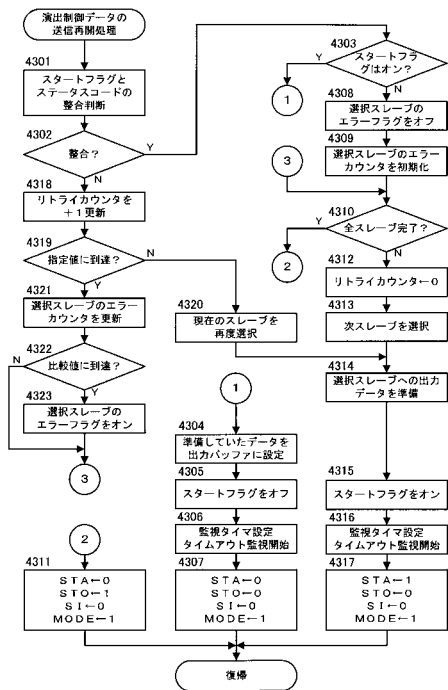 演出制御データの
送信再開処理
4301
スタートフラグと
ステータスコードの
整合判断
4302
整合？
Y
N
4318
リトライカウンタを
＋１更新
4319
指定値に到達？
N
Y
4321
選択スレーブのエラー
カウンタを更新
4322
N
比較値に到達？
Y
4323
選択スレーブの
エラーフラグをオン
3
2
4311
ＳＴＡ←０
ＳＴＯ←１
ＳＩ←０
ＭＯＤＥ←１
4320
現在のスレーブを
再度選択
1
4304
準備していたデータを
出力バッファに設定
4305
スタートフラグをオフ
4306
監視タイマ設定
タイムアウト監視開始
4307
ＳＴＡ←０
ＳＴＯ←０
ＳＩ←０
ＭＯＤＥ←１
4303
スタートフラ
グはオン？
Y
N
1
4308
選択スレーブの
エラーフラグをオフ
4309
選択スレーブのエラー
カウンタを初期化
3
4310
Y
全スレーブ完了？
N
2
4312
リトライカウンター←０
4313
次スレーブを選択
4314
選択スレーブへの出力
データを準備
4315
スタートフラグをオン
4316
監視タイマ設定
タイムアウト監視開始
4317
ＳＴＡ←１
ＳＴＯ←０
ＳＩ←０
ＭＯＤＥ←１
復帰